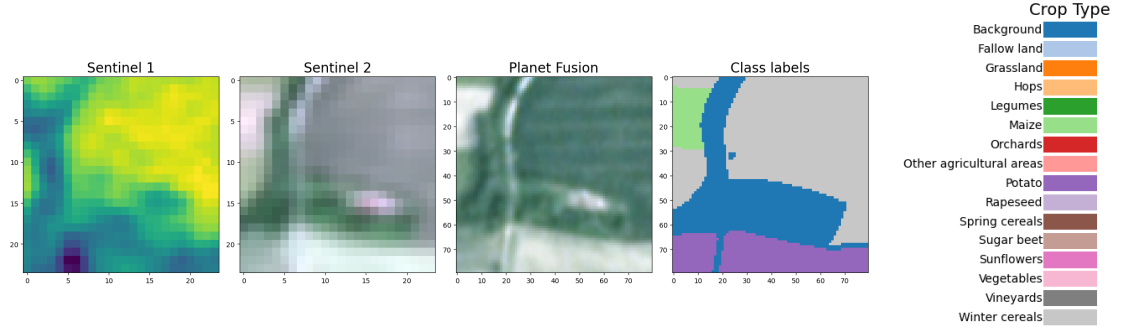 Crop Type
Background
Fallow land
Grassland
Hops
Legumes
Maize
Orchards
Other agricultural areas
Potato
Rapeseed
Spring cereals
Sugar beet
Sunflowers
Vegetables
Vineyards
Winter cereals
Sentinel 1
0
5
10
15
20
0 5 10 15 20
Sentinel 2
0
5
10
15
20
0 5 10 15 20
Planet Fusion
0
10
20
30
40
50
60
70
0 10 20 30 40 50 60 70
Class labels
0
10
20
30
40
50
60
70
0 10 20 30 40 50 60 70